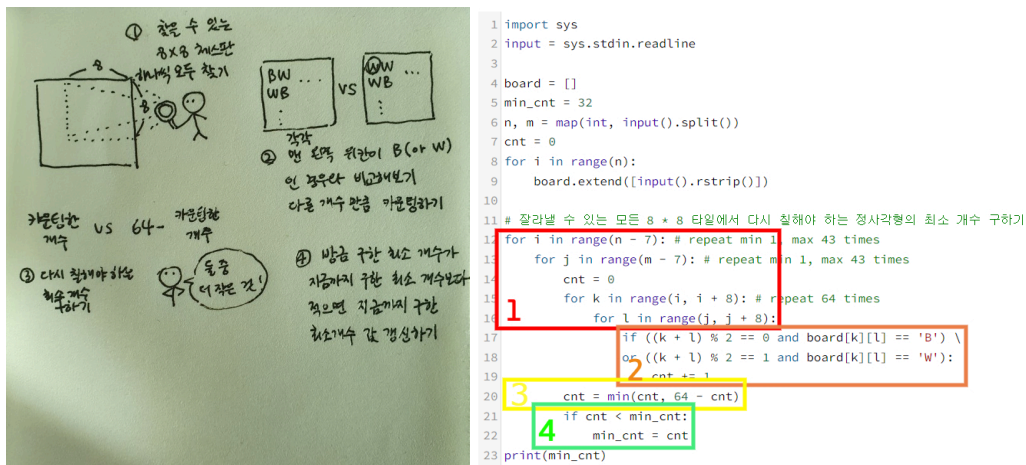 ① 찾을 수 있는
8×8 체스판
하나씩 모두 찾기
8
8
BW ...
WB
vs
WW ...
WB
각각
② 맨 왼쪽 위칸이 B(or W)
인 경우와 비교해보기
다른 개수 만큼 카운팅하기
카운팅한
개수
vs 64-
카운팅한
개수
③ 다시 칠해야 하는
최소 개수
구하기
둘 중
더 작은 것!
④ 방금 구한 최소 개수가
지금까지 구한 최소 개수보다
적으면 지금까지 구한
최소개수 값 갱신하기
1 import sys
2 input = sys.stdin.readline
3
4 board = []
5 min_cnt = 32
6 n, m = map(int, input().split())
7 cnt = 0
8 for i in range(n):
9 board.extend([input().rstrip()])
10
11 # 잘라낼 수 있는 모든 8 * 8 타일에서 다시 칠해야 하는 정사각형의 최소 개수 구하기
12 for i in range(n - 7): # repeat min 1, max 43 times
13 for j in range(m - 7): # repeat min 1, max 43 times
14 cnt = 0
15 for k in range(i, i + 8): # repeat 64 times
16 for l in range(j, j + 8):
1
17 if ((k + l) % 2 == 0 and board[k][l] == 'B') \
18 or ((k + l) % 2 == 1 and board[k][l] == 'W'):
2
19 cnt += 1
3
20 cnt = min(cnt, 64 - cnt)
21 if cnt < min_cnt:
4
22 min_cnt = cnt
23 print(min_cnt)